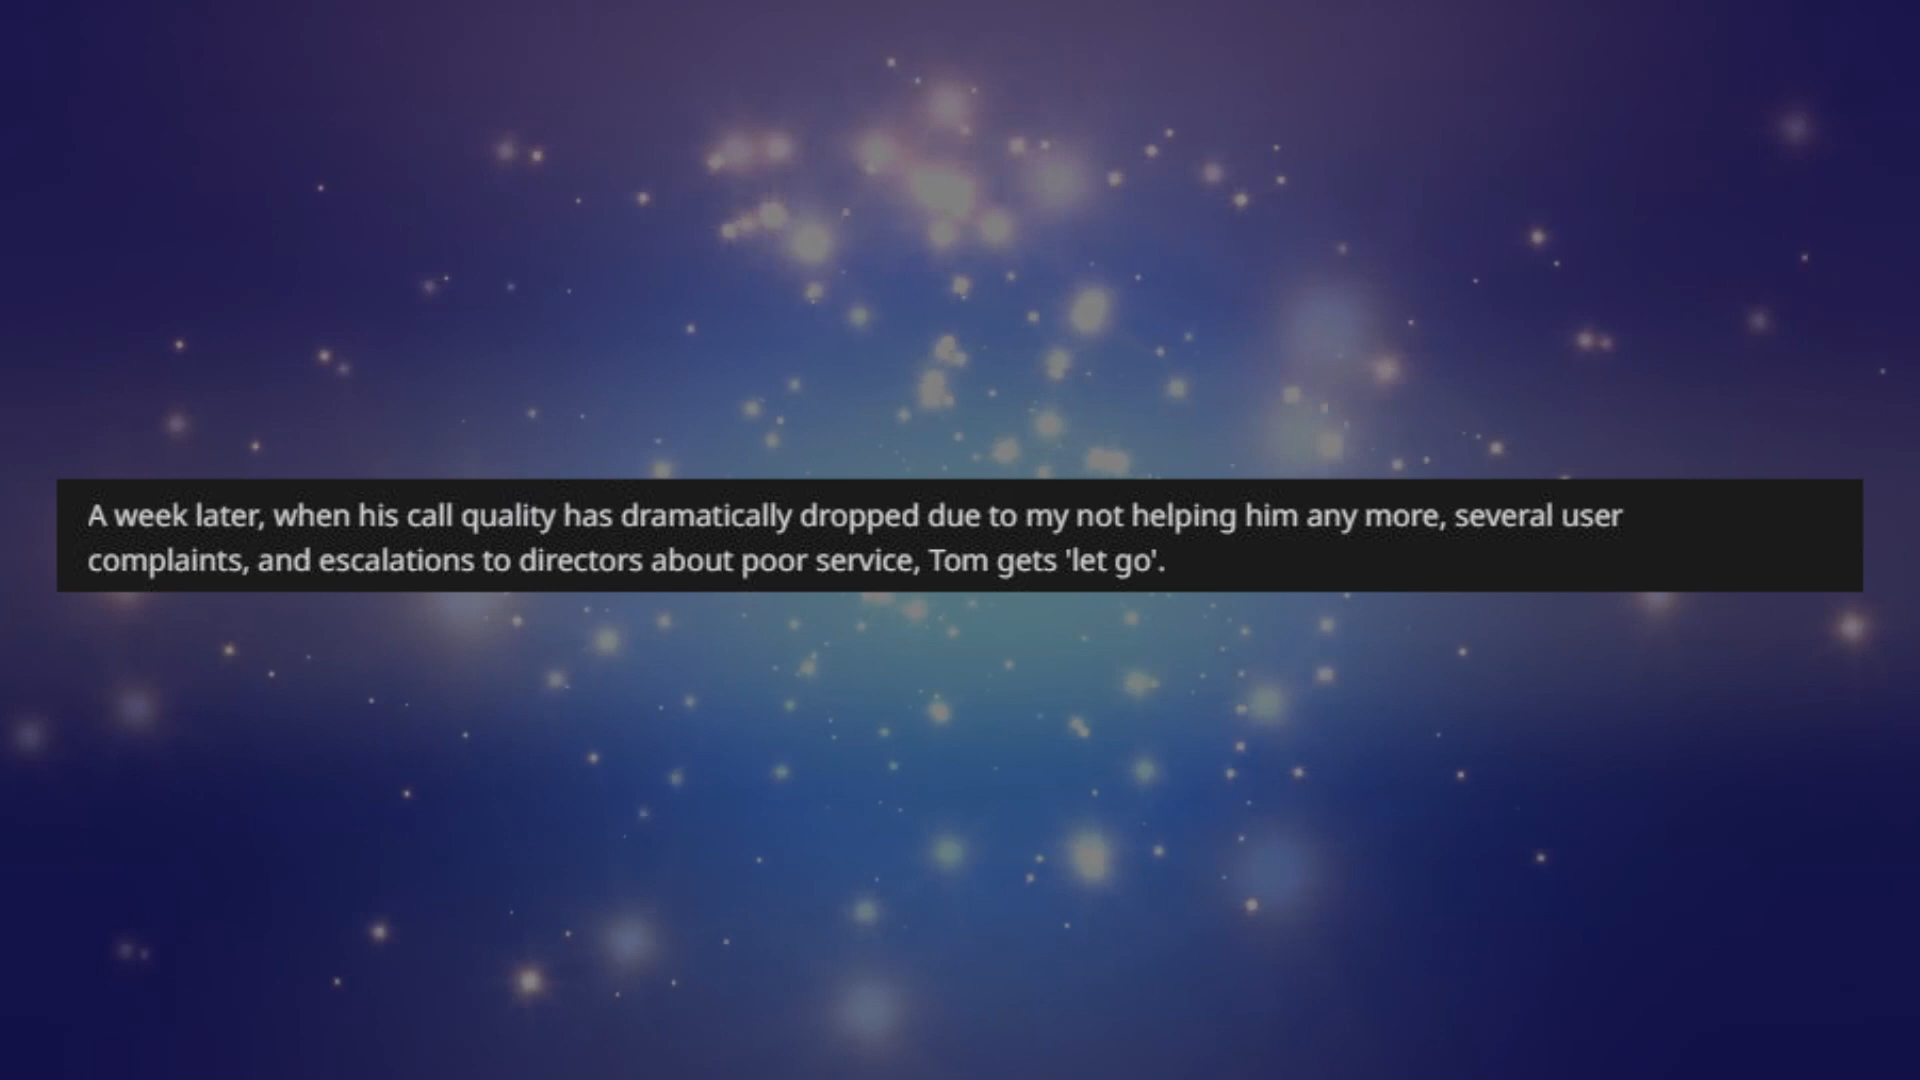 A week later, when his call quality has dramatically dropped due to my not helping him any more, several user
complaints, and escalations to directors about poor service, Tom gets 'let go'.